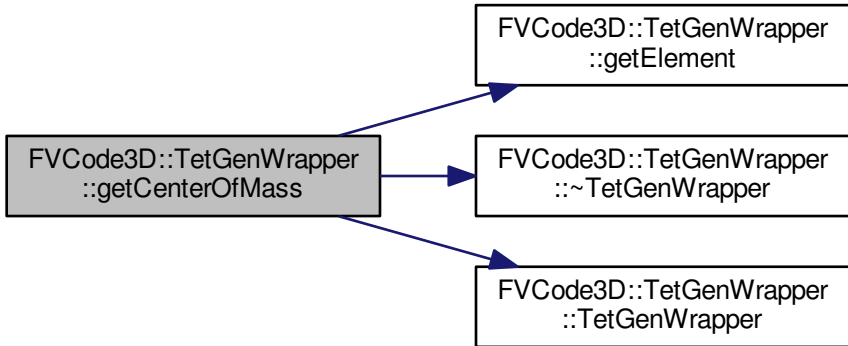 FVCode3D::TetGenWrapper
::getElement
FVCode3D::TetGenWrapper
::getCenterOfMass
FVCode3D::TetGenWrapper
::~TetGenWrapper
FVCode3D::TetGenWrapper
::TetGenWrapper